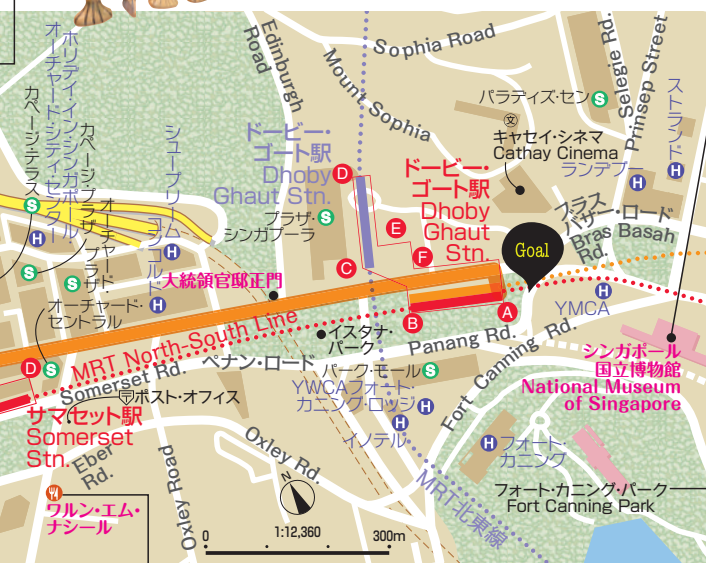 Sophia Road
Edinburgh
Road
Mount Sophia
Selegie Rd.
Prinsep Street
パラディズ・セン
S
文
キャセイ・シネマ
Cathay Cinema
ランデブー
H
ストランド
H
ホリデイ・イン・シンガポール・
オーチャード・シティ・センター
H
カページ・テラス
S
カページ・プラザ
S
オーチャード・
プラザ
S
シュープリーム
H
コンコルド
H
ドービー・
ゴート駅
Dhoby
Ghaut Stn.
D
プラザ・
シンガプーラ
S
ドービー・
ゴート駅
Dhoby
Ghaut
Stn.
E
F
C
B
A
Goal
ブラス
バサー・ロード
Bras Basah
Rd.
大統領官邸正門
オーチャード・
セントラル
S
D
MRT North-South Line
イスタナ・
パーク
Panang Rd.
ペナン・ロード
Somerset Rd.
YMCA
H
シンガポール
国立博物館
National Museum
of Singapore
パーク・モール
S
YWCAフォート・
カニング・ロッジ
H
イノテル
H
Fort Canning Rd.
サマセット駅
Somerset
Stn.
〒ポスト・オフィス
Eber
Rd.
Oxley Road
Oxley Rd.
H
フォート・
カニング
フォート・カニング・パーク
Fort Canning Park
MRT北東線
ワルン・エム・
ナシール
N
0
1:12,360
300m